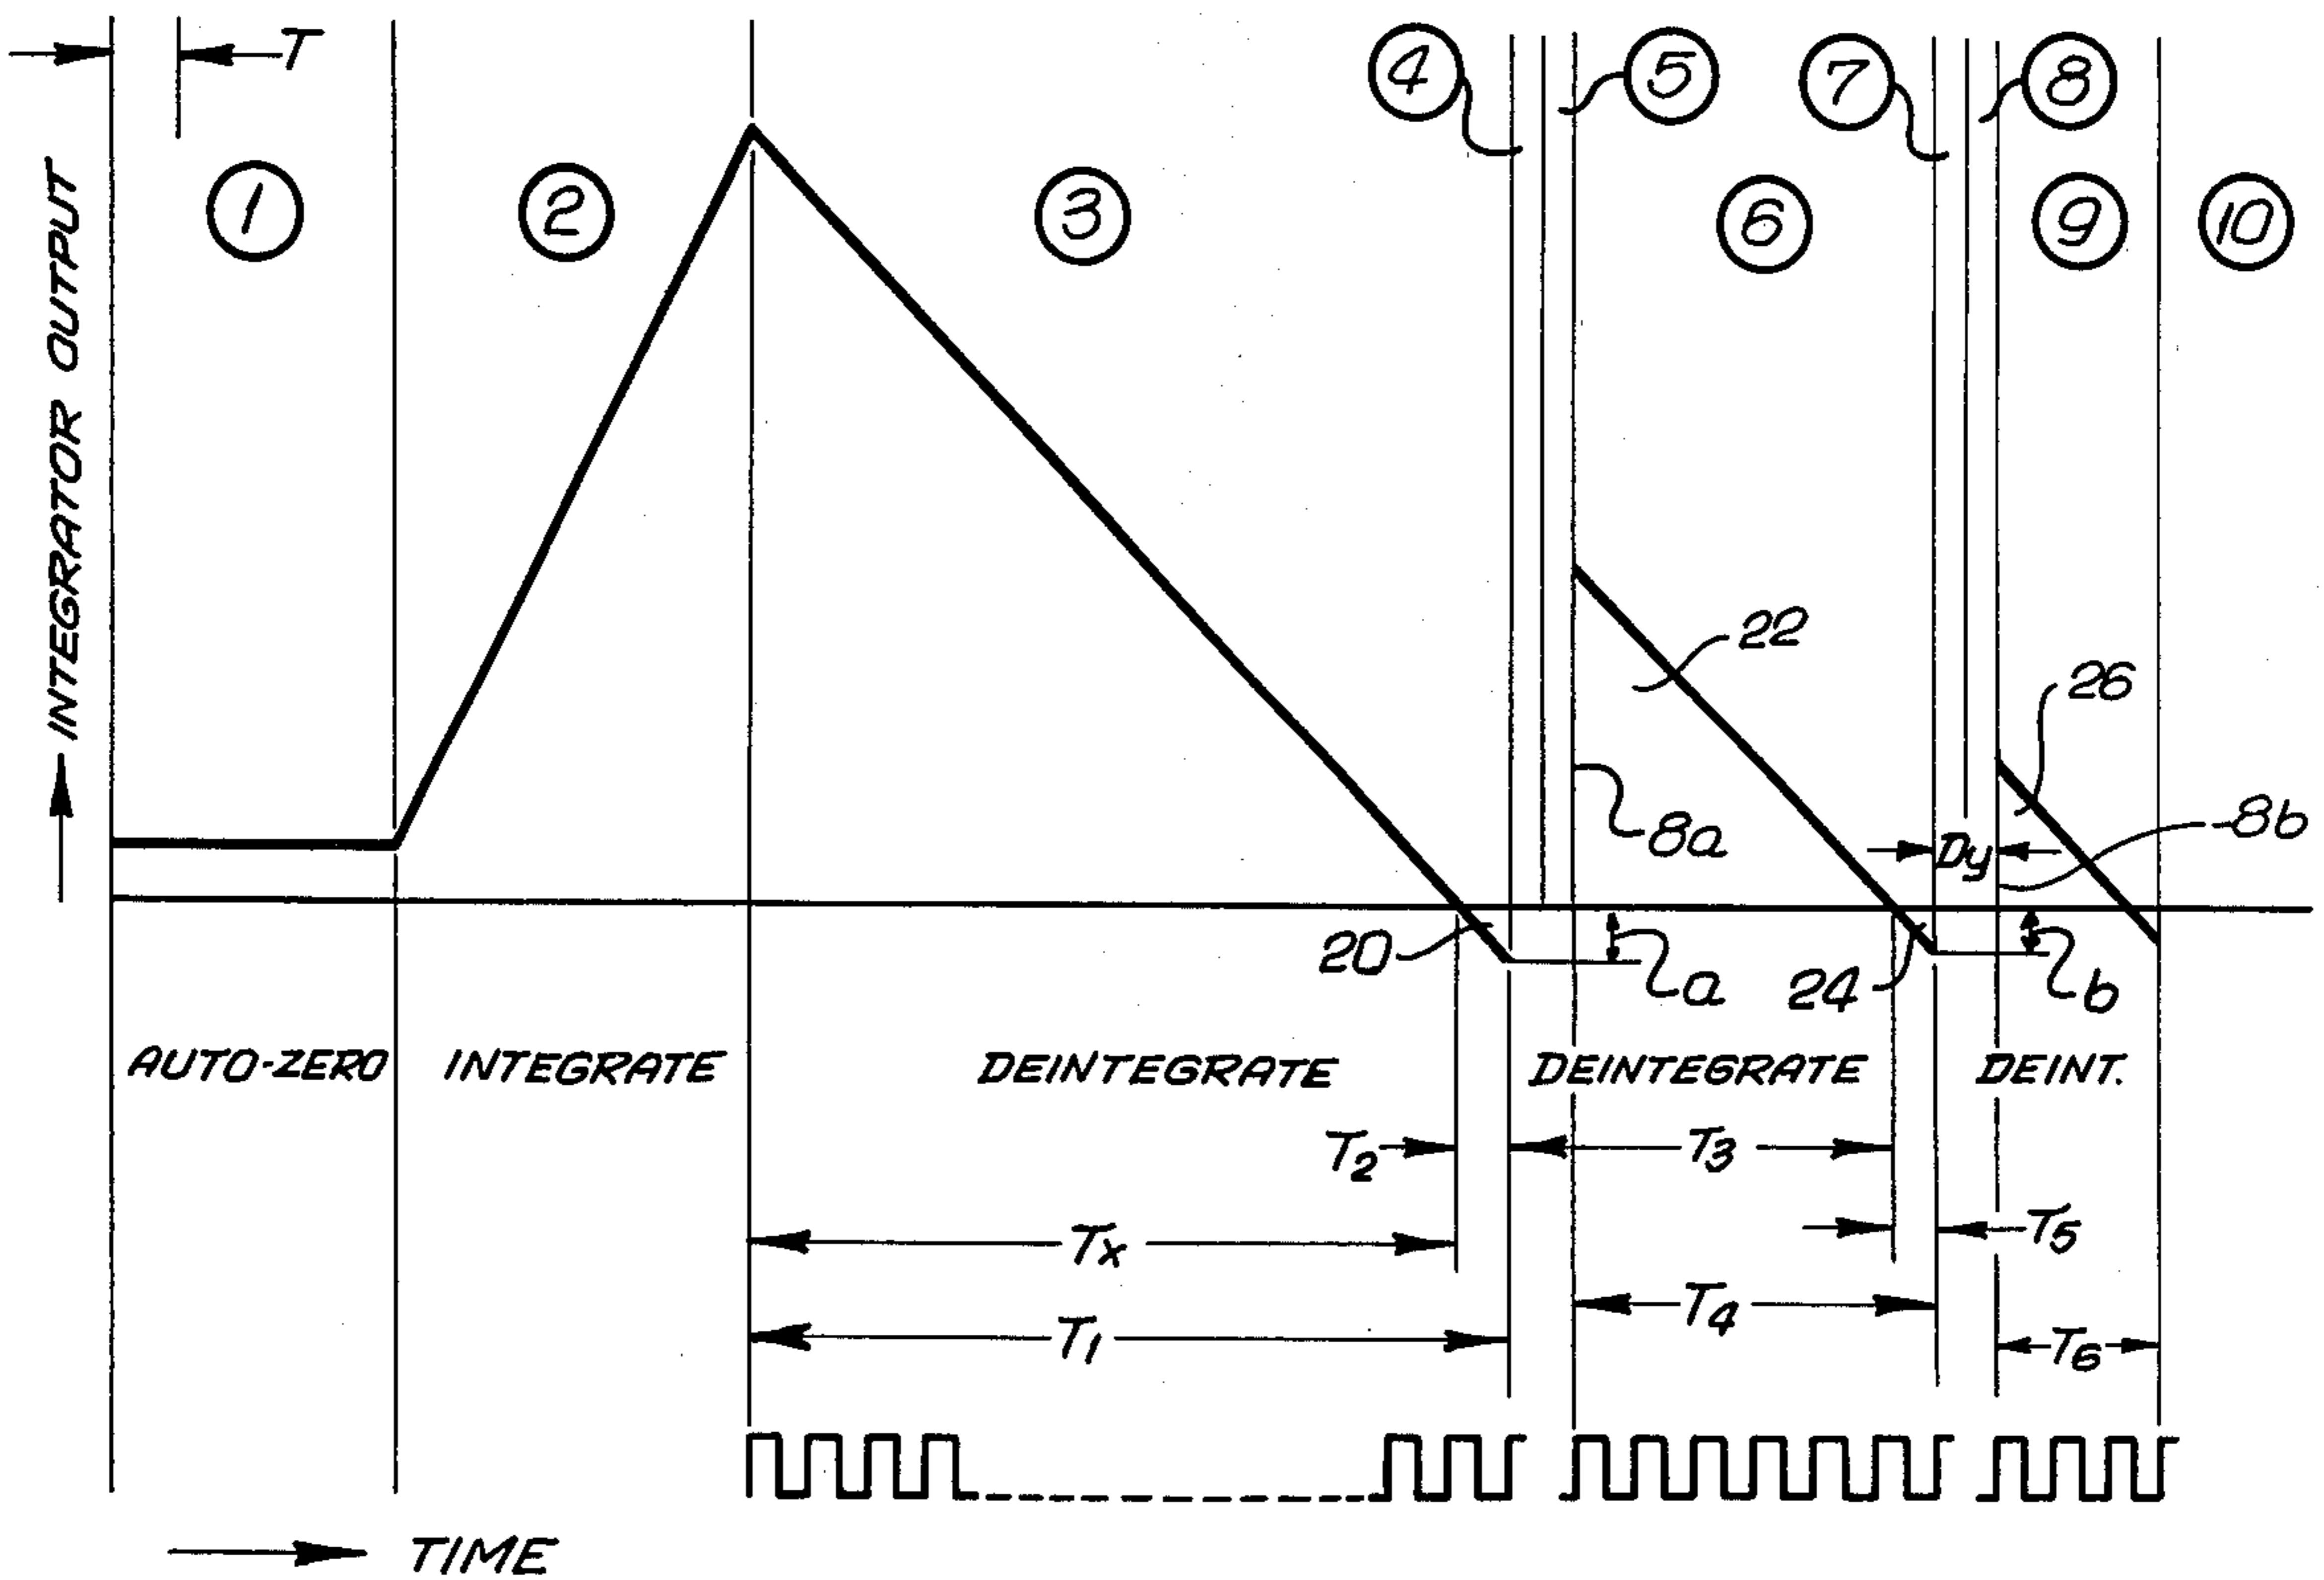 T
4
5
7
8
1
2
3
6
9
10
INTEGRATOR OUTPUT
22
26
8a
Dy
8b
20
a
24
b
AUTO-ZERO
INTEGRATE
DEINTEGRATE
DEINTEGRATE
DEINT.
T2
T3
Tx
T5
T4
T1
T6
TIME